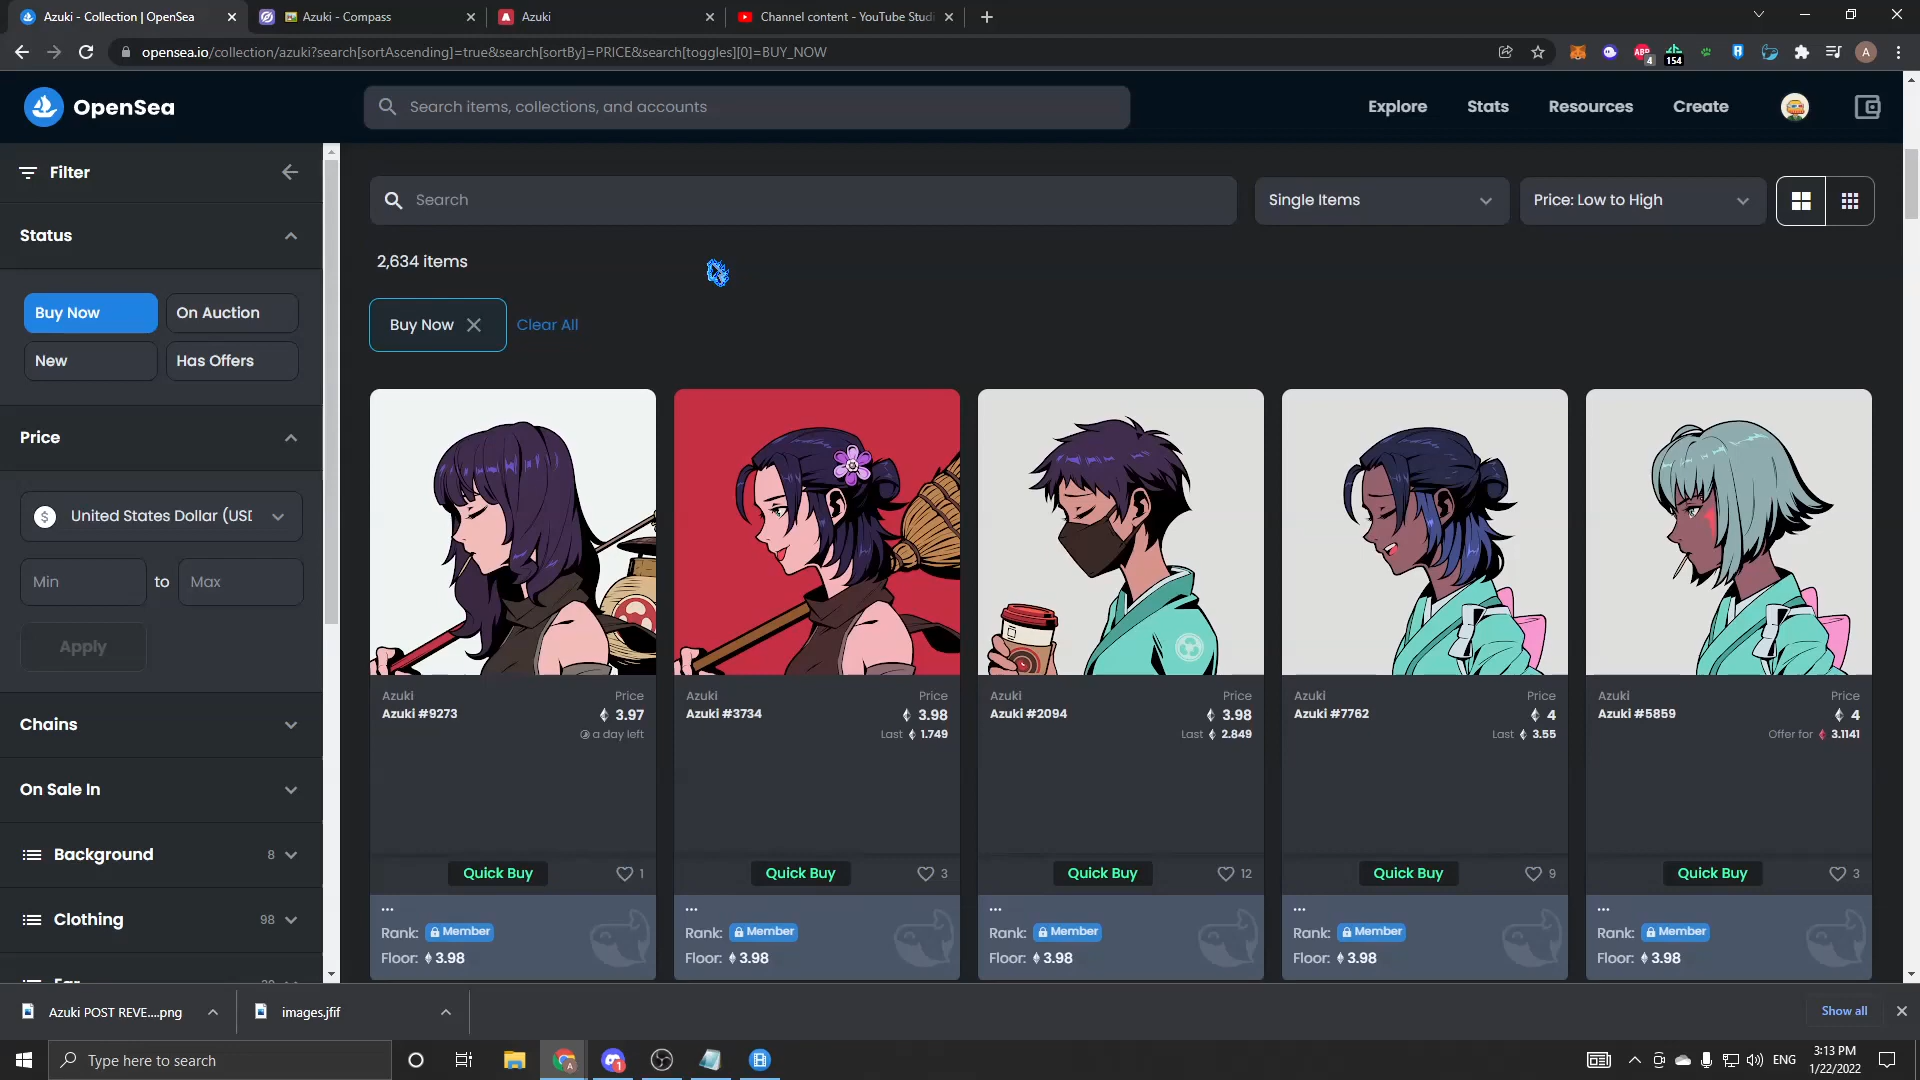 Azuki - Collection | OpenSea
Azuki - Compass
Azuki
Channel content - YouTube Studi
opensea.io/collection/azuki?search[sortAscending]=true&search[sortBy]=PRICE&search[toggles][0]=BUY_NOW
ABP
4
154
A
OpenSea
Search items, collections, and accounts
Explore
Stats
Resources
Create
Filter
Search
Single Items
Price: Low to High
Status
2,634 items
Buy Now
On Auction
Buy Now
Clear All
New
Has Offers
Price
$ United States Dollar (USD
Min to Max
Apply
Chains
On Sale In
Background 8
Clothing 98
Azuki Price
Azuki #9273 3.97
a day left
Quick Buy 1
...
Rank: Member
Floor: 3.98
Azuki Price
Azuki #3734 3.98
Last 1.749
Quick Buy 3
...
Rank: Member
Floor: 3.98
Azuki Price
Azuki #2094 3.98
Last 2.849
Quick Buy 12
...
Rank: Member
Floor: 3.98
Azuki Price
Azuki #7762 4
Last 3.55
Quick Buy 9
...
Rank: Member
Floor: 3.98
Azuki Price
Azuki #5859 4
Offer for 3.1141
Quick Buy 3
...
Rank: Member
Floor: 3.98
Azuki POST REVE....png
images.jfif
Show all
Type here to search
A
1
ENG
3:13 PM
1/22/2022